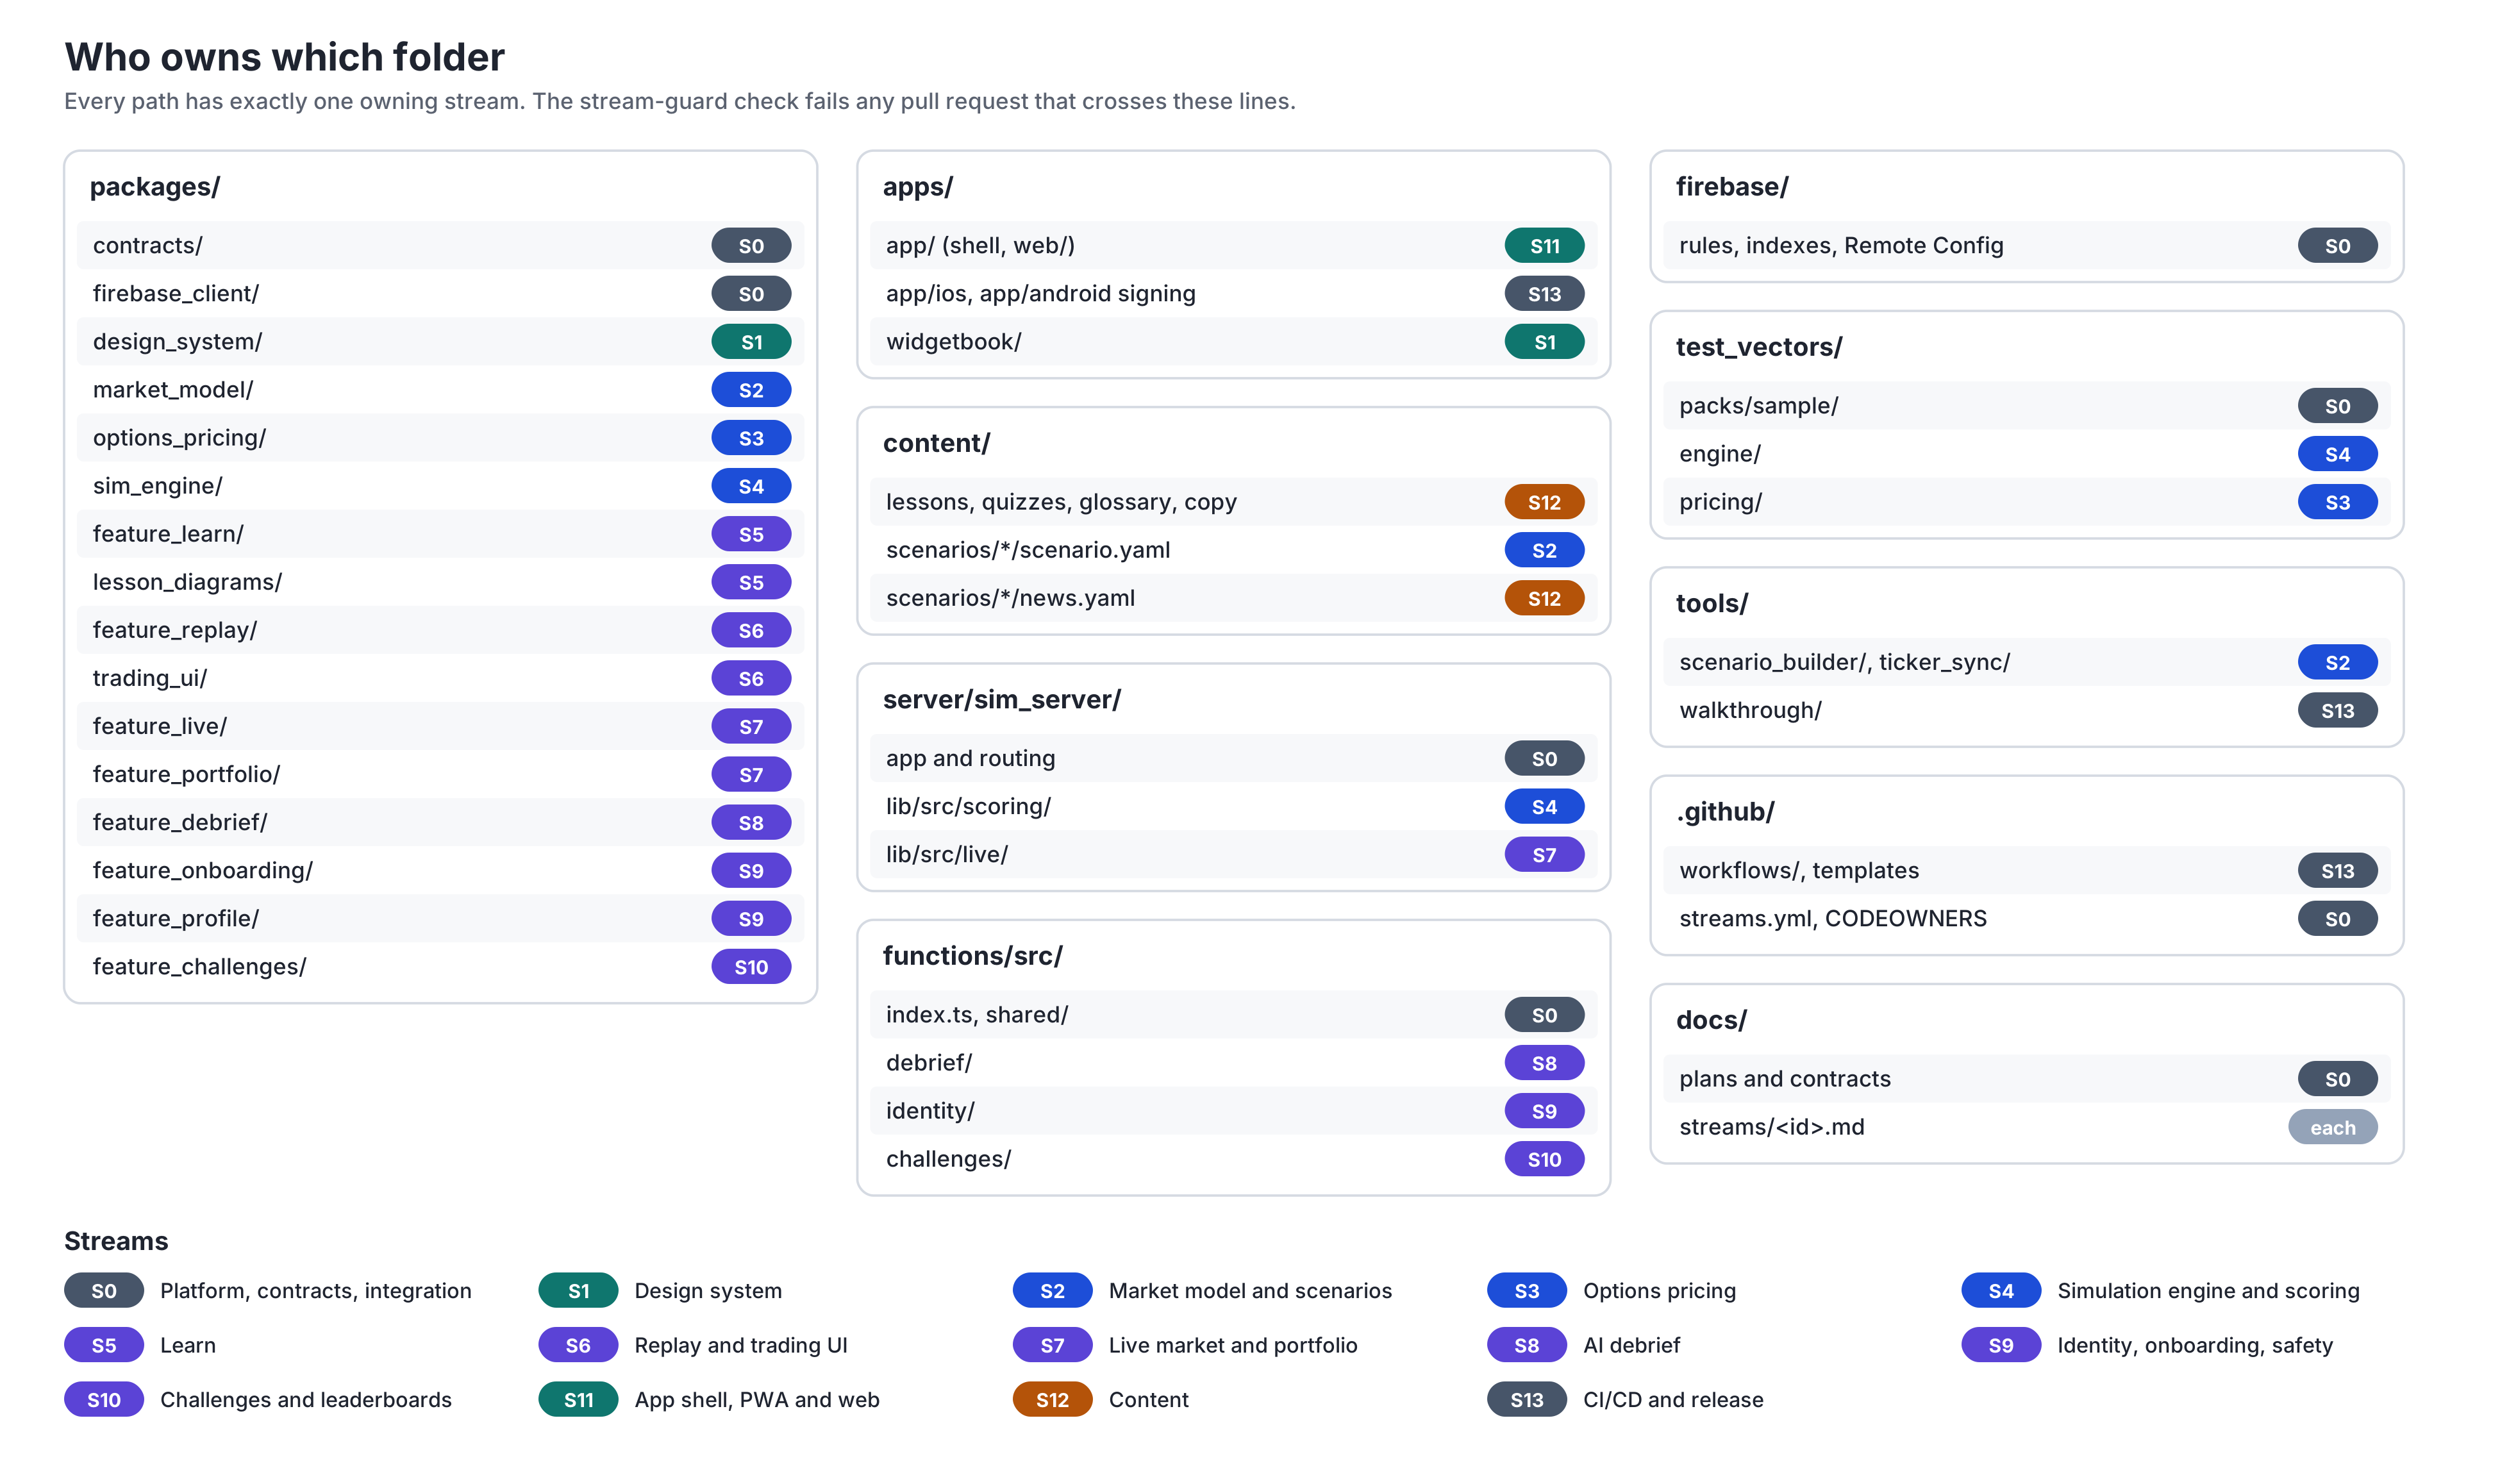 Who owns which folder
Every path has exactly one owning stream. The stream-guard check fails any pull request that crosses these lines.
packages/
contracts/ S0
firebase_client/ S0
design_system/ S1
market_model/ S2
options_pricing/ S3
sim_engine/ S4
feature_learn/ S5
lesson_diagrams/ S5
feature_replay/ S6
trading_ui/ S6
feature_live/ S7
feature_portfolio/ S7
feature_debrief/ S8
feature_onboarding/ S9
feature_profile/ S9
feature_challenges/ S10
apps/
app/ (shell, web/) S11
app/ios, app/android signing S13
widgetbook/ S1
content/
lessons, quizzes, glossary, copy S12
scenarios/*/scenario.yaml S2
scenarios/*/news.yaml S12
server/sim_server/
app and routing S0
lib/src/scoring/ S4
lib/src/live/ S7
functions/src/
index.ts, shared/ S0
debrief/ S8
identity/ S9
challenges/ S10
firebase/
rules, indexes, Remote Config S0
test_vectors/
packs/sample/ S0
engine/ S4
pricing/ S3
tools/
scenario_builder/, ticker_sync/ S2
walkthrough/ S13
.github/
workflows/, templates S13
streams.yml, CODEOWNERS S0
docs/
plans and contracts S0
streams/<id>.md each
Streams
S0 Platform, contracts, integration S1 Design system S2 Market model and scenarios S3 Options pricing S4 Simulation engine and scoring
S5 Learn S6 Replay and trading UI S7 Live market and portfolio S8 AI debrief S9 Identity, onboarding, safety
S10 Challenges and leaderboards S11 App shell, PWA and web S12 Content S13 CI/CD and release